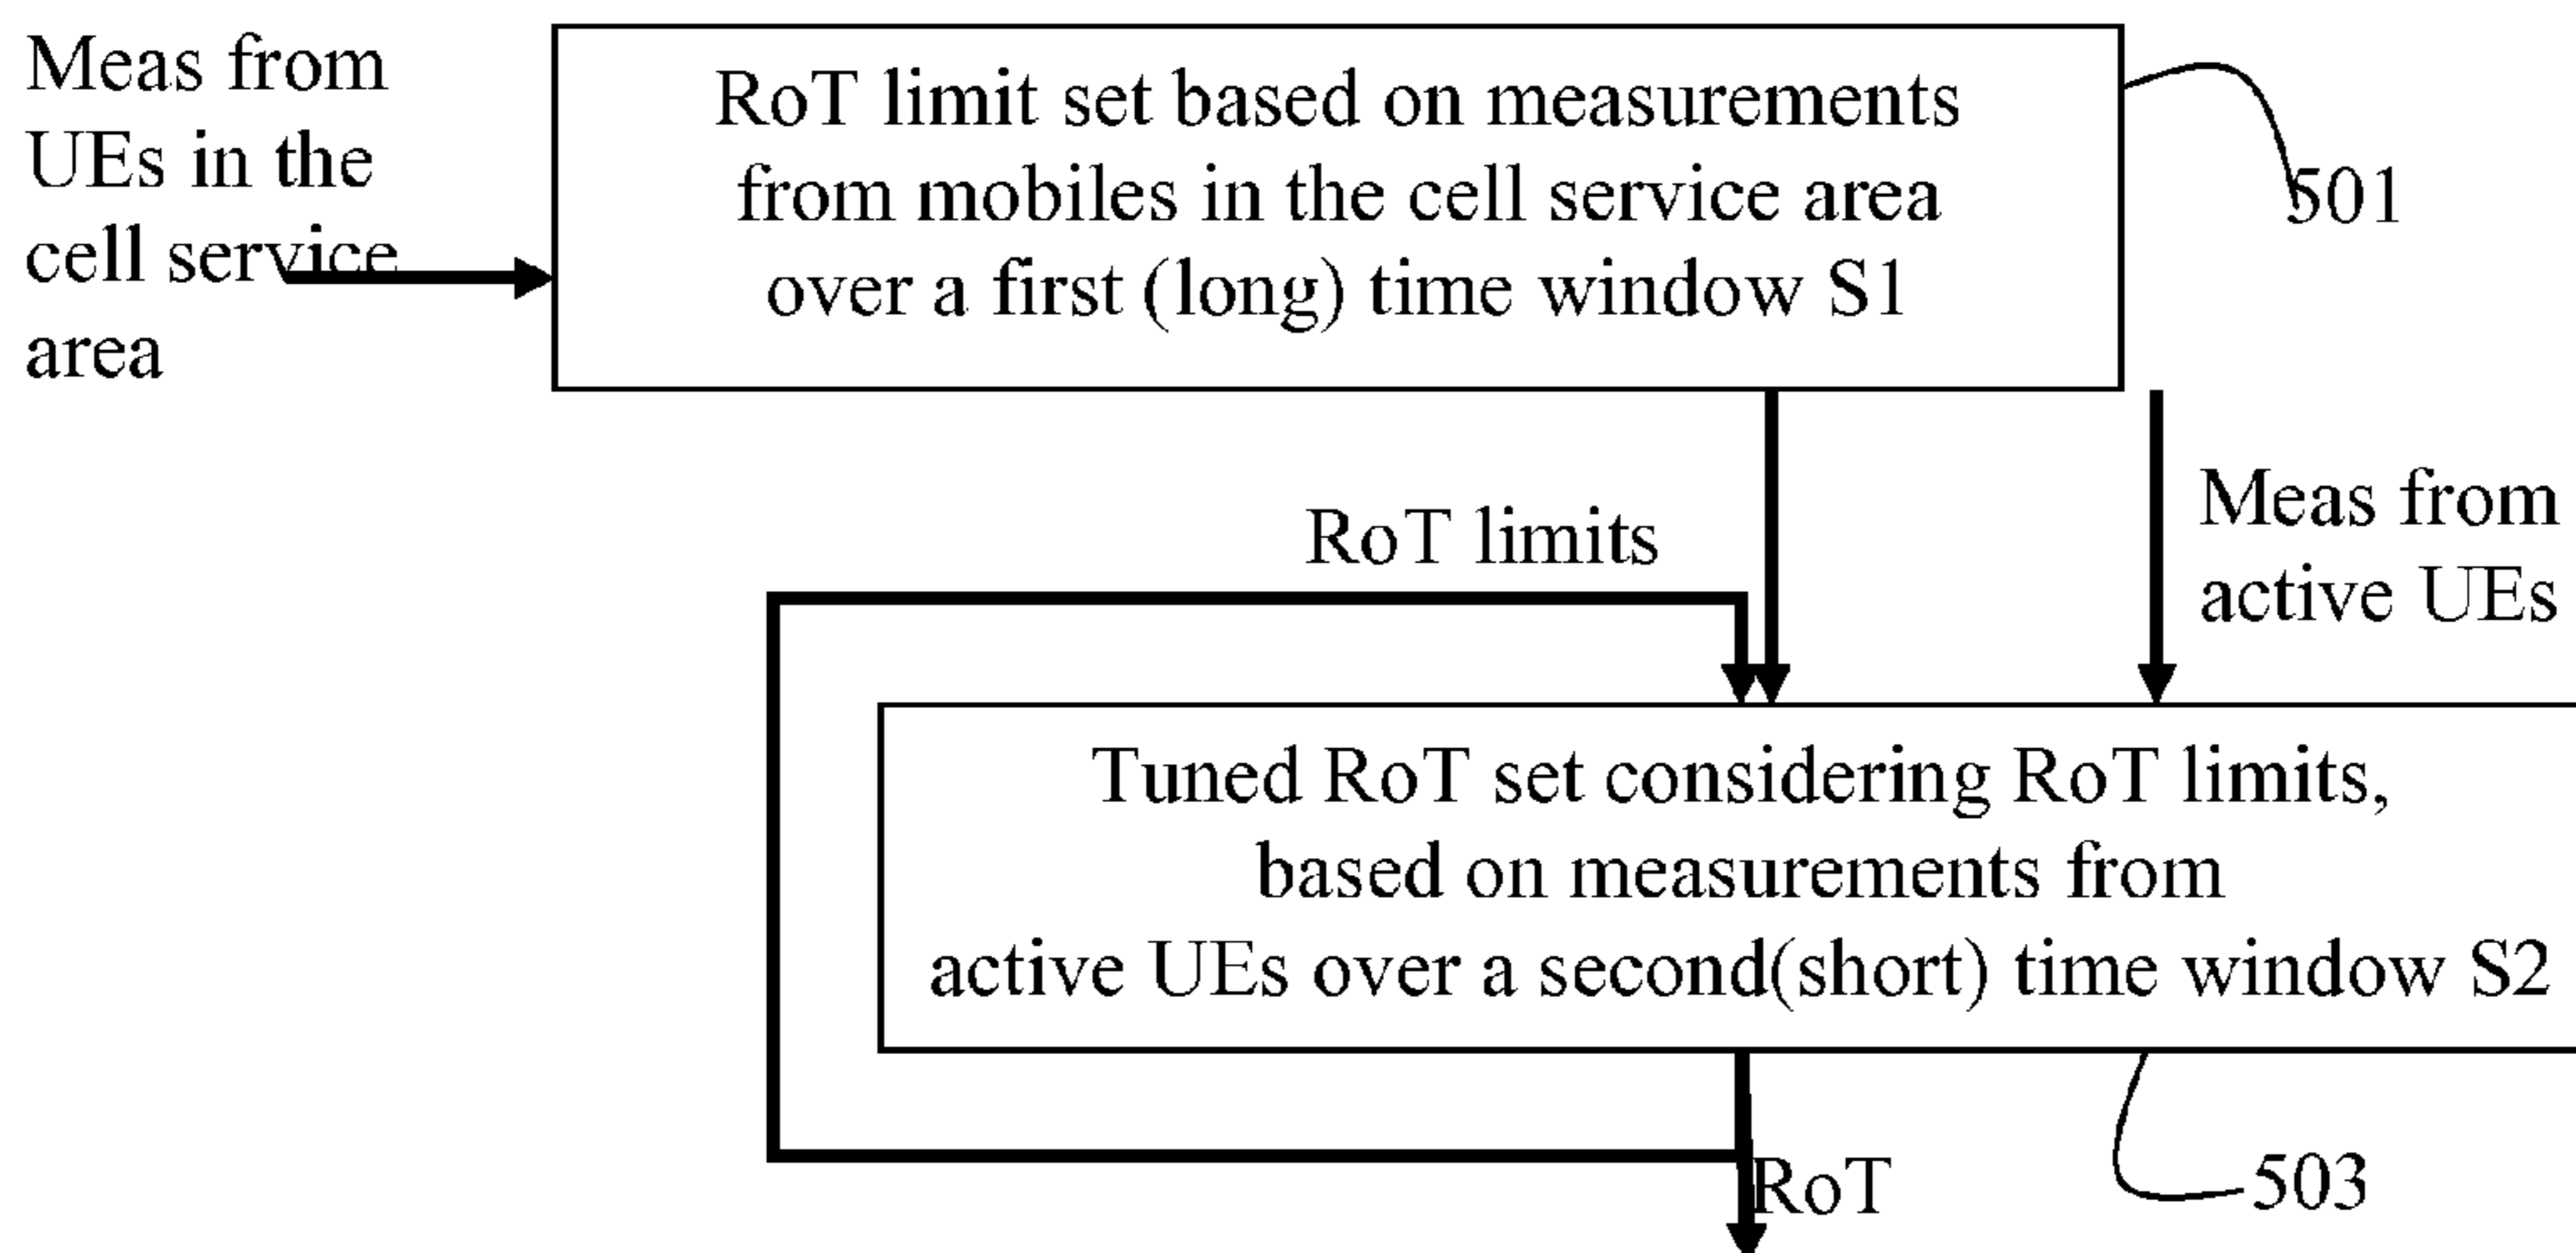 Meas from
UEs in the
cell service
area
RoT limit set based on measurements
from mobiles in the cell service area
over a first (long) time window S1
501
RoT limits
Meas from
active UEs
Tuned RoT set considering RoT limits,
based on measurements from
active UEs over a second(short) time window S2
RoT
503